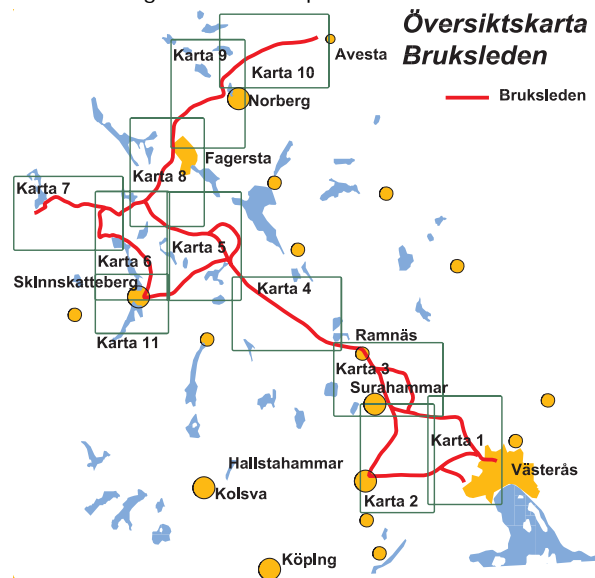 Översiktskarta
Bruksleden
Bruksleden
Avesta
Karta 9
Karta 10
Norberg
Fagersta
Karta 8
Karta 7
Karta 5
Karta 6
Skinnskatteberg
Karta 4
Karta 11
Ramnäs
Karta 3
Surahammar
Karta 1
Hallstahammar
Västerås
Kolsva
Karta 2
Köping